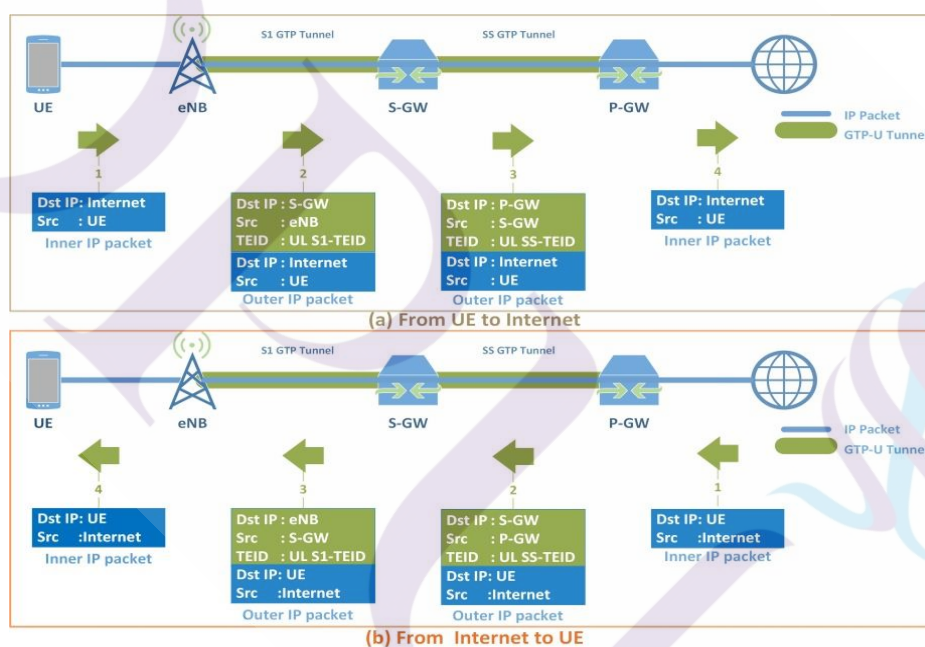 S1 GTP Tunnel
SS GTP Tunnel
UE
eNB
S-GW
P-GW
IP Packet
GTP-U Tunnel
1
Dst IP: Internet
Src : UE
Inner IP packet
2
Dst IP : S-GW
Src : eNB
TEID : UL S1-TEID
Dst IP : Internet
Src : UE
Outer IP packet
3
Dst IP : P-GW
Src : S-GW
TEID : UL SS-TEID
Dst IP : Internet
Src : UE
Outer IP packet
4
Dst IP: Internet
Src : UE
Inner IP packet
(a) From UE to Internet
S1 GTP Tunnel
SS GTP Tunnel
UE
eNB
S-GW
P-GW
IP Packet
GTP-U Tunnel
4
Dst IP: UE
Src :Internet
Inner IP packet
3
Dst IP : eNB
Src : S-GW
TEID : UL S1-TEID
Dst IP: UE
Src :Internet
Outer IP packet
2
Dst IP : S-GW
Src : P-GW
TEID : UL SS-TEID
Dst IP: UE
Src :Internet
Outer IP packet
1
Dst IP: UE
Src :Internet
Inner IP packet
(b) From Internet to UE